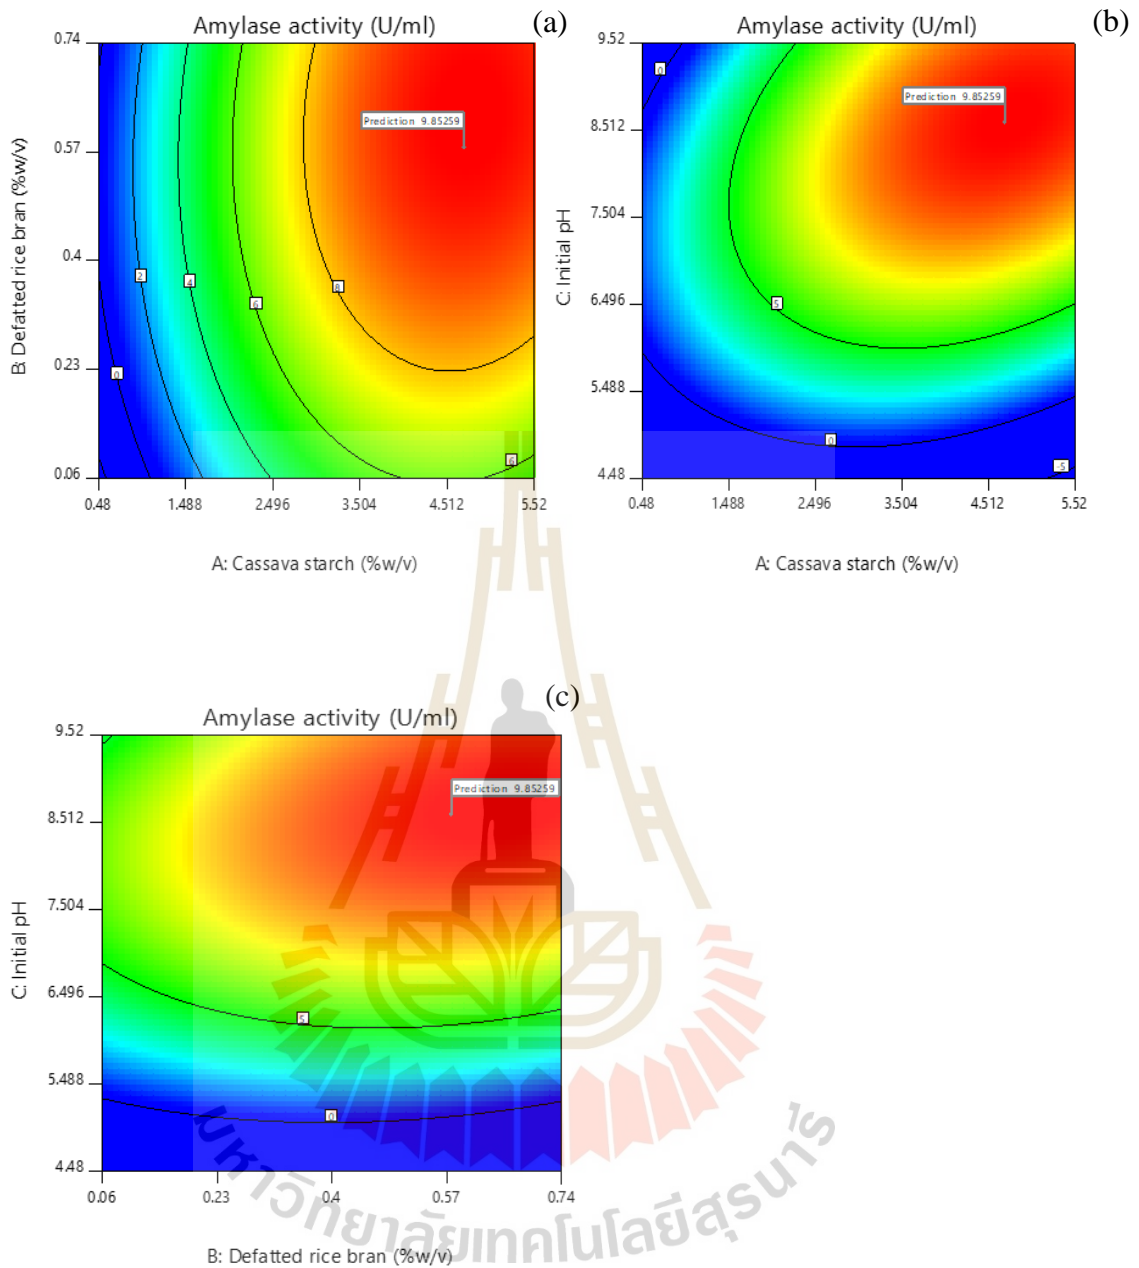 Amylase activity (U/ml)
(a)
0.74
0.57
0.4
0.23
0.06
B: Defatted rice bran (%w/v)
Prediction 9.85259
0
2
4
6
8
6
0.48
1.488
2.496
3.504
4.512
5.52
A: Cassava starch (%w/v)
Amylase activity (U/ml)
(b)
9.52
8.512
7.504
6.496
5.488
4.48
C: Initial pH
Prediction 9.85259
0
5
0
-5
0.48
1.488
2.496
3.504
4.512
5.52
A: Cassava starch (%w/v)
Amylase activity (U/ml)
(c)
9.52
8.512
7.504
6.496
5.488
4.48
C: Initial pH
Prediction 9.85259
5
0
0.06
0.23
0.4
0.57
0.74
B: Defatted rice bran (%w/v)
มหาวิทยาลัยเทคโนโลยีสุรนารี